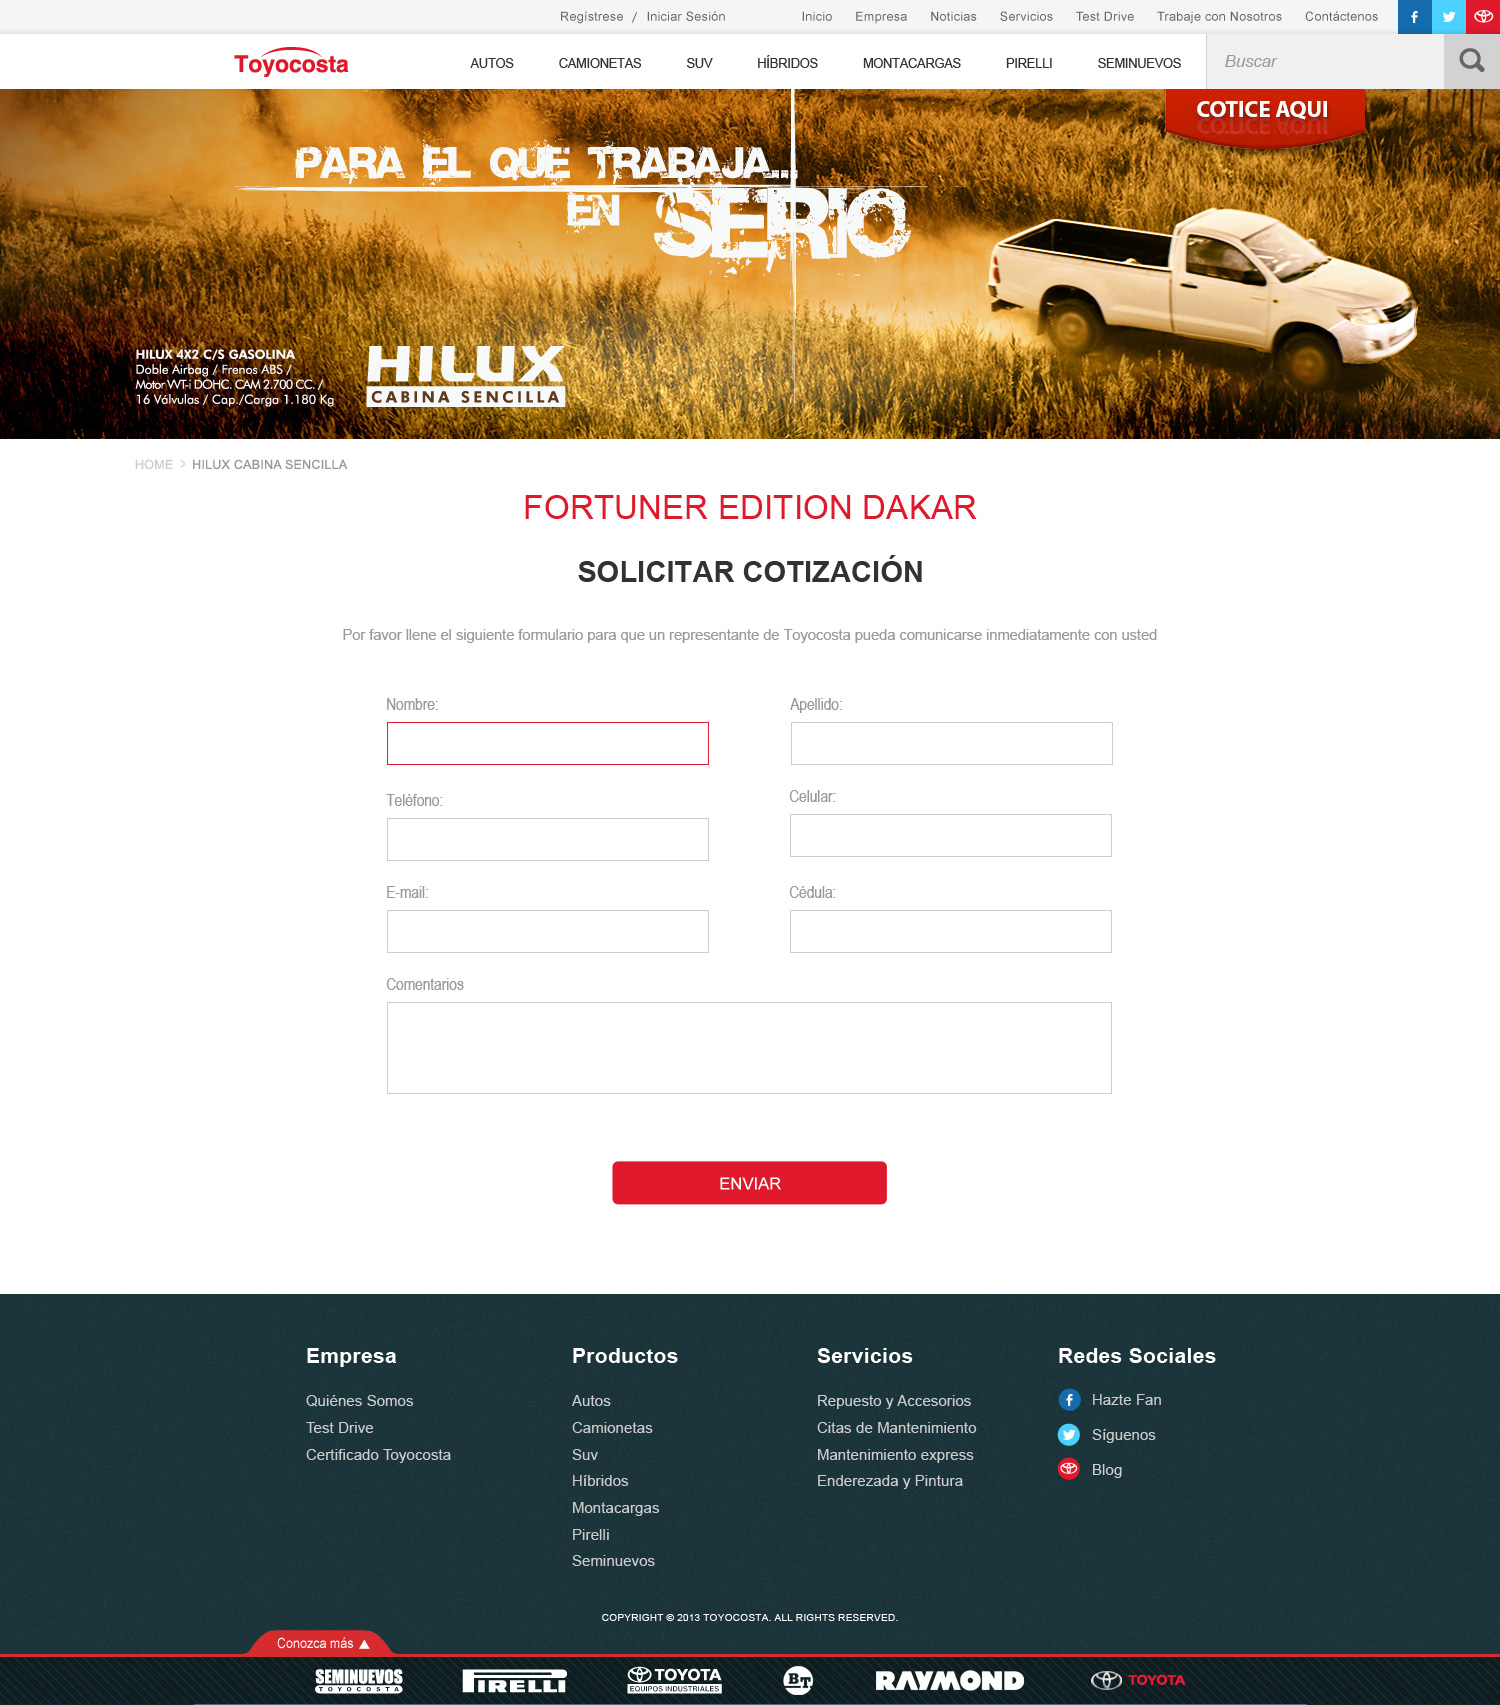 Regístrese / Iniciar Sesión
Inicio Empresa Noticias Servicios Test Drive Trabaje con Nosotros Contáctenos
Toyocosta
AUTOS CAMIONETAS SUV HÍBRIDOS MONTACARGAS PIRELLI SEMINUEVOS
Buscar
COTICE AQUI
PARA EL QUE TRABAJA...
EN SERIO
HILUX 4X2 C/S GASOLINA
Doble Airbag / Frenos ABS /
Motor VVT-i DOHC. CAM 2.700 CC. /
16 Válvulas / Cap./Carga 1.180 Kg
HILUX
CABINA SENCILLA
HOME > HILUX CABINA SENCILLA
FORTUNER EDITION DAKAR
SOLICITAR COTIZACIÓN
Por favor llene el siguiente formulario para que un representante de Toyocosta pueda comunicarse inmediatamente con usted
Nombre: Apellido:
Teléfono: Celular:
E-mail: Cédula:
Comentarios
ENVIAR
Empresa
Quiénes Somos
Test Drive
Certificado Toyocosta
Productos
Autos
Camionetas
Suv
Híbridos
Montacargas
Pirelli
Seminuevos
Servicios
Repuesto y Accesorios
Citas de Mantenimiento
Mantenimiento express
Enderezada y Pintura
Redes Sociales
Hazte Fan
Síguenos
Blog
COPYRIGHT © 2013 TOYOCOSTA. ALL RIGHTS RESERVED.
Conozca más
SEMINUEVOS
TOYOCOSTA
PIRELLI
TOYOTA
EQUIPOS INDUSTRIALES
BT
RAYMOND
TOYOTA